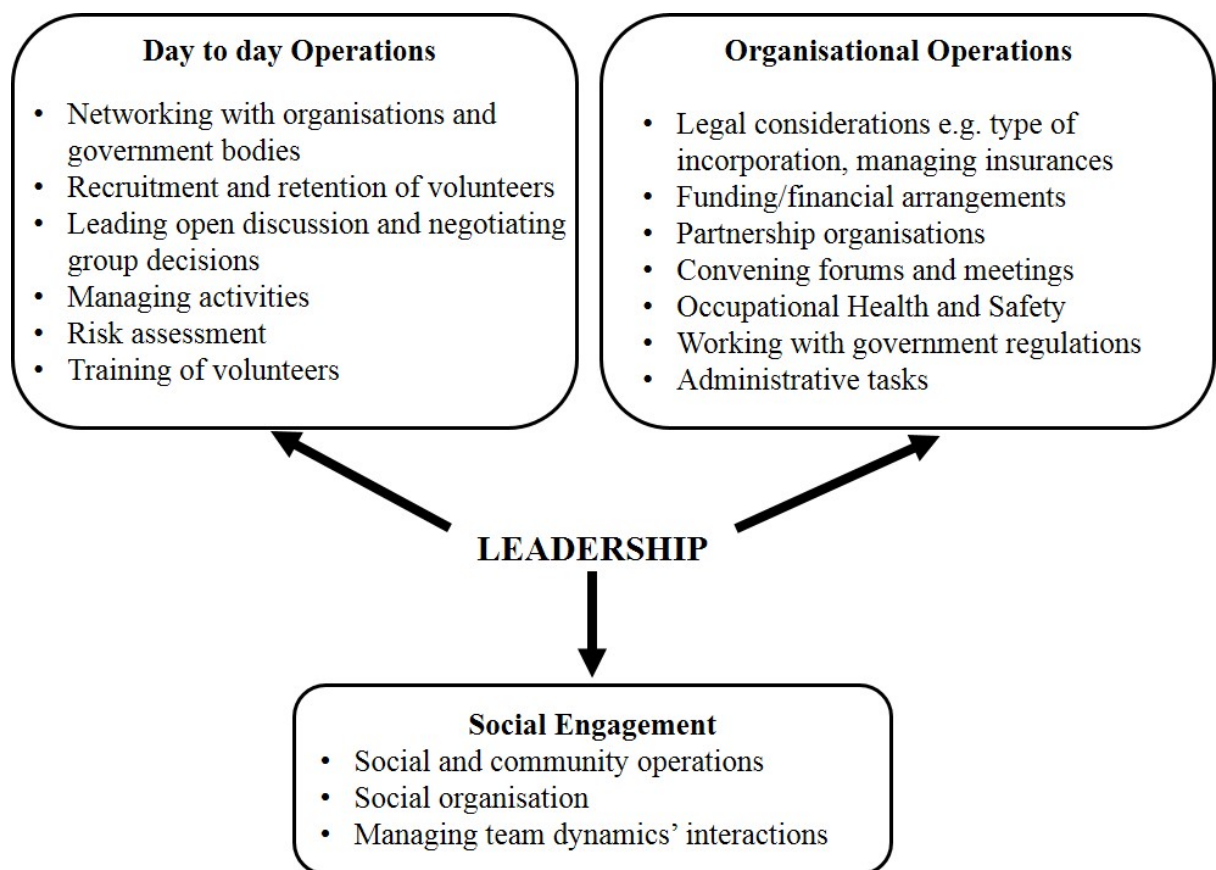 Day to day Operations
• Networking with organisations and
government bodies
• Recruitment and retention of volunteers
• Leading open discussion and negotiating
group decisions
• Managing activities
• Risk assessment
• Training of volunteers
Organisational Operations
• Legal considerations e.g. type of
incorporation, managing insurances
• Funding/financial arrangements
• Partnership organisations
• Convening forums and meetings
• Occupational Health and Safety
• Working with government regulations
• Administrative tasks
LEADERSHIP
Social Engagement
• Social and community operations
• Social organisation
• Managing team dynamics’ interactions